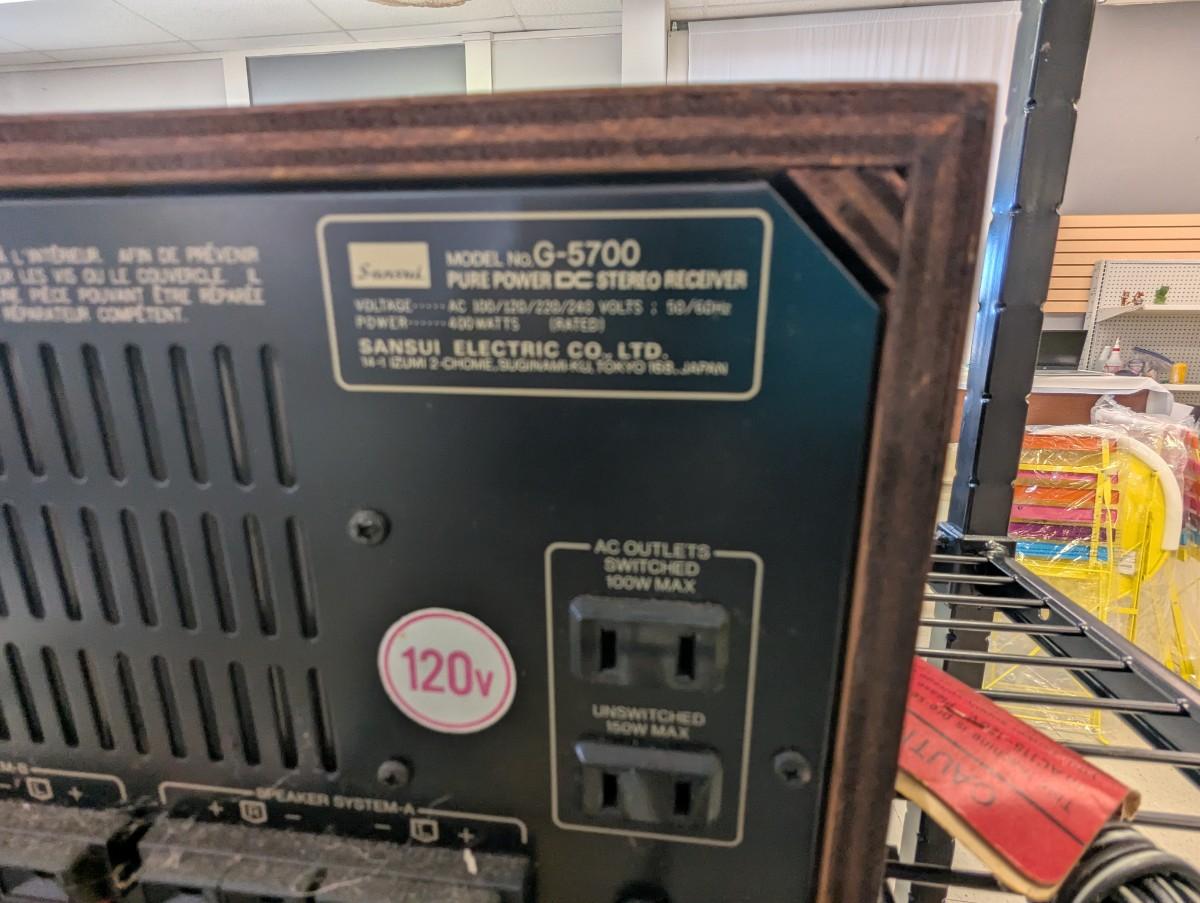 À L'INTÉRIEUR. AFIN DE PRÉVENIR
ER LES VIS OU LE COUVERCLE. IL
UNE PIÈCE POUVANT ÊTRE RÉPARÉE
RÉPARATEUR COMPÉTENT.
Sansui
MODEL No. G-5700
PURE POWER DC STEREO RECEIVER
VOLTAGE····· AC 100/120/220/240 VOLTS ; 50/60Hz
POWER······ 400 WATTS (RATED)
SANSUI ELECTRIC CO., LTD.
14-1 IZUMI 2-CHOME, SUGINAMI-KU, TOKYO 168, JAPAN
AC OUTLETS
SWITCHED
100W MAX
120v
UNSWITCHED
150W MAX
M-B
L +
SPEAKER SYSTEM-A
+ R − − L +
CAUTI